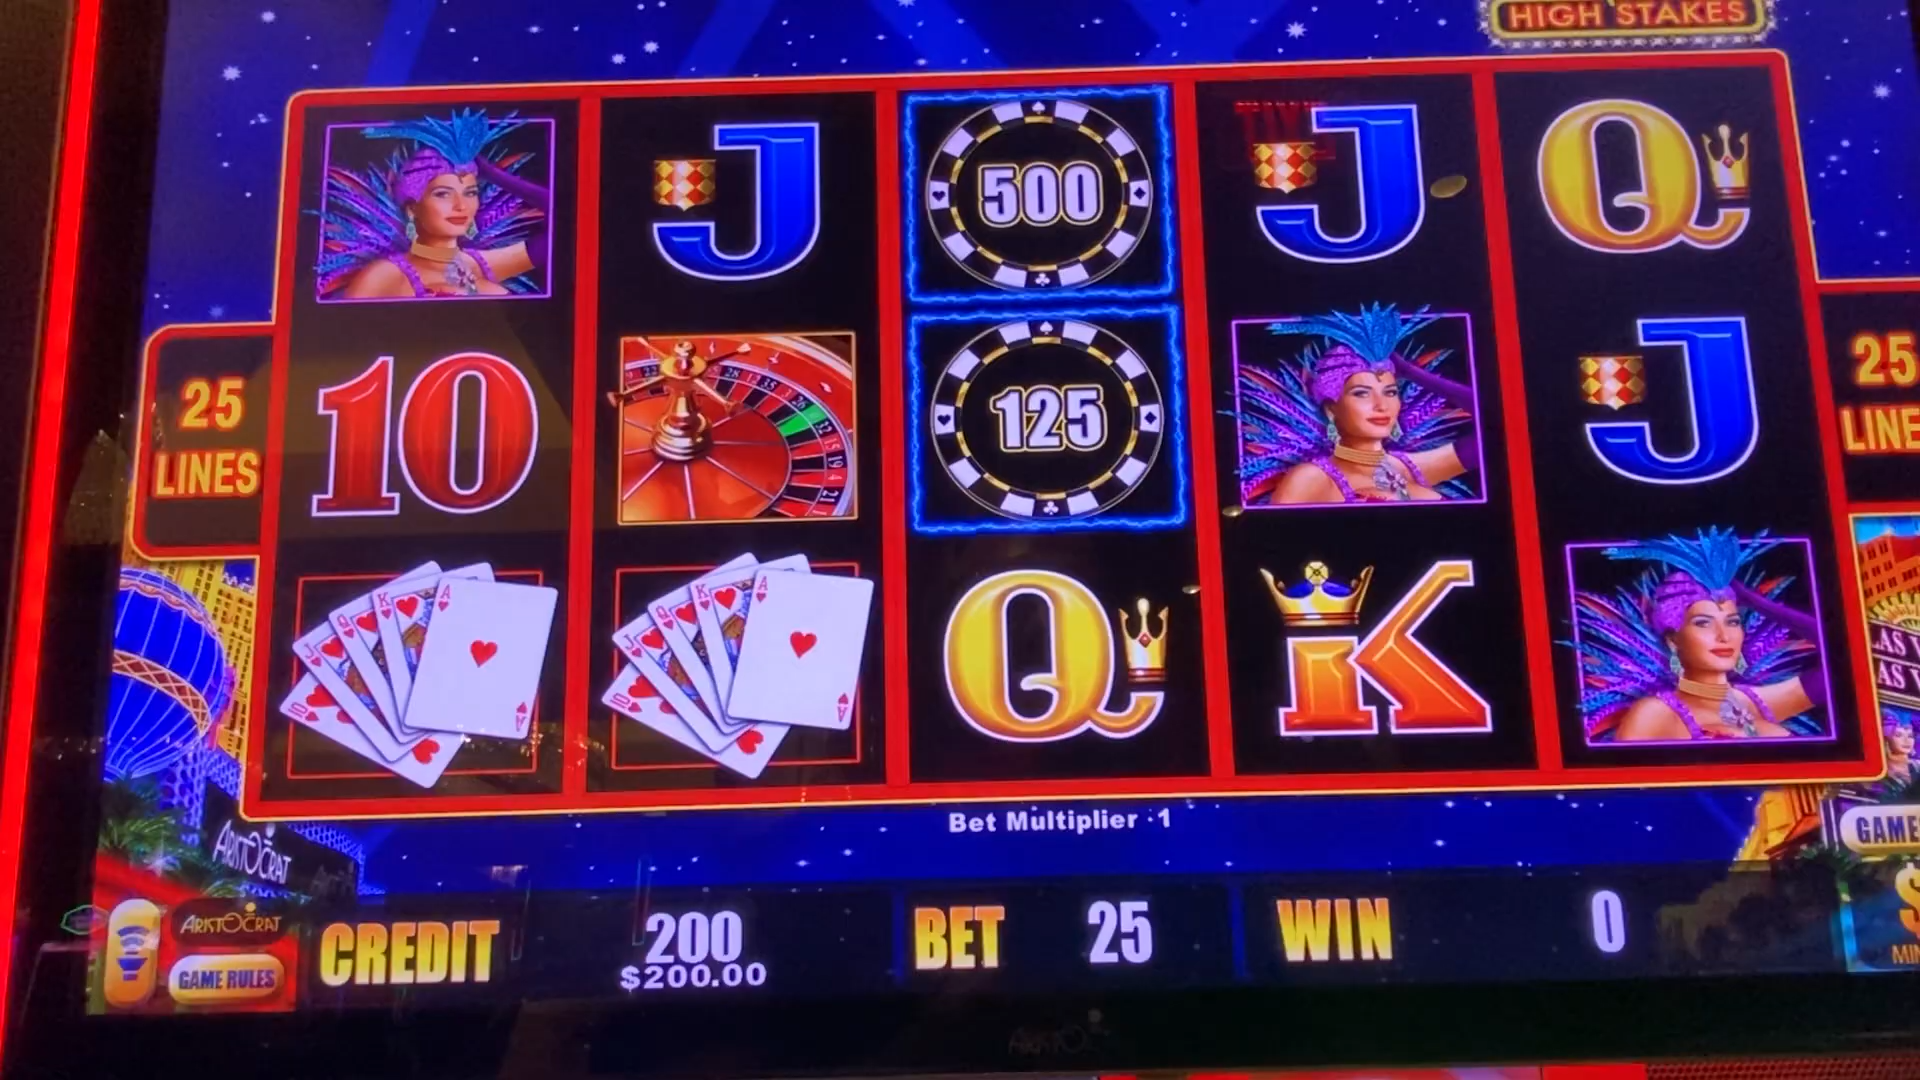 HIGH STAKES
J
500
J
Q
25
LINES
10
125
J
25
LINE
Q
K
Bet Multiplier 1
ARISTOCRAT
GAME
ARISTOCRAT
GAME RULES
CREDIT
200
$200.00
BET
25
WIN
0
$
MIN